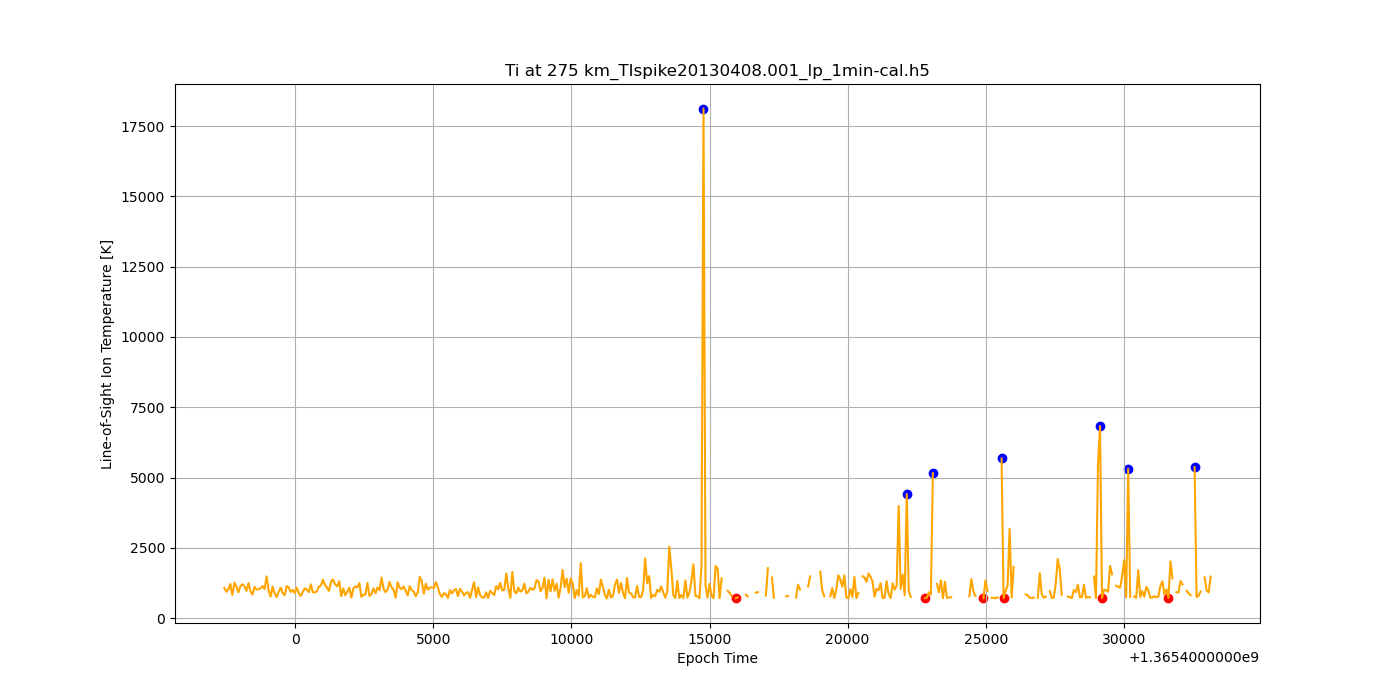 Ti at 275 km_TIspike20130408.001_lp_1min-cal.h5
Line-of-Sight Ion Temperature [K]
17500
15000
12500
10000
7500
5000
2500
0
0 5000 10000 15000 20000 25000 30000
Epoch Time
+1.3654000000e9